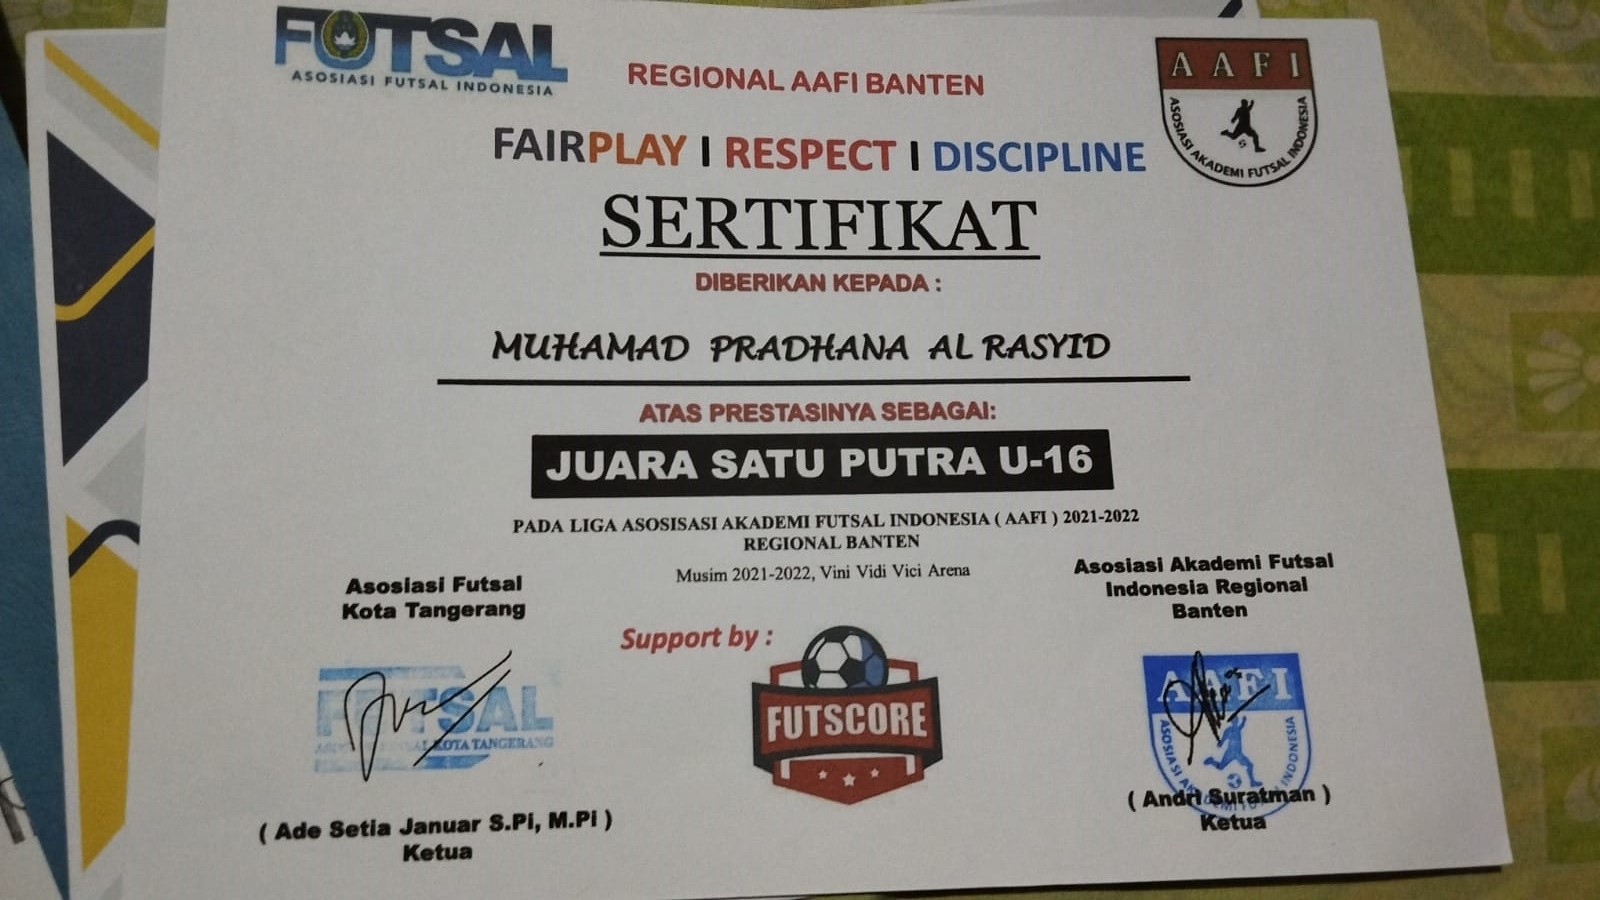 FUTSAL
ASOSIASI FUTSAL INDONESIA
REGIONAL AAFI BANTEN
AAFI
ASOSIASI AKADEMI FUTSAL INDONESIA
FAIRPLAY I RESPECT I DISCIPLINE
SERTIFIKAT
DIBERIKAN KEPADA :
MUHAMAD PRADHANA AL RASYID
ATAS PRESTASINYA SEBAGAI:
JUARA SATU PUTRA U-16
PADA LIGA ASOSISASI AKADEMI FUTSAL INDONESIA ( AAFI ) 2021-2022
REGIONAL BANTEN
Musim 2021-2022, Vini Vidi Vici Arena
Asosiasi Futsal
Kota Tangerang
Asosiasi Akademi Futsal
Indonesia Regional
Banten
Support by :
FUTSCORE
FUTSAL
KOTA TANGERANG
AAFI
ASOSIASI AKADEMI FUTSAL INDONESIA
( Ade Setia Januar S.Pi, M.Pi )
Ketua
( Andri Suratman )
Ketua